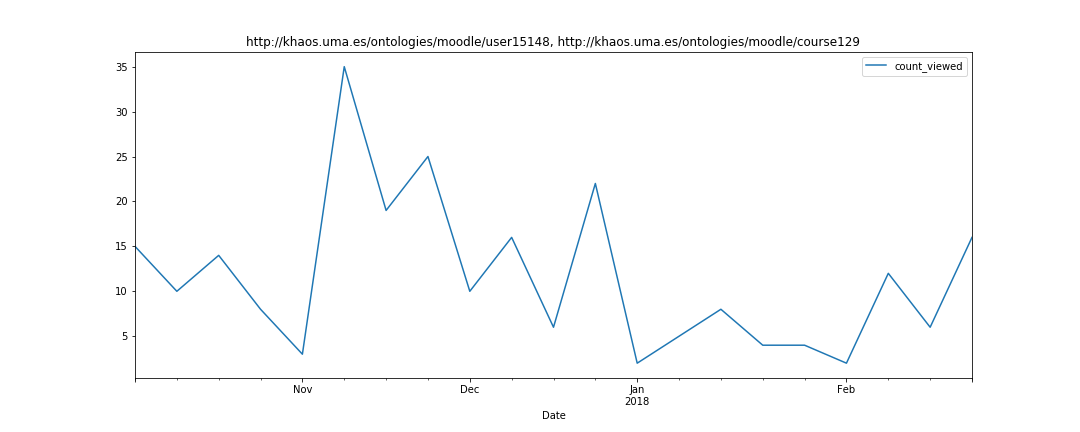 http://khaos.uma.es/ontologies/moodle/user15148, http://khaos.uma.es/ontologies/moodle/course129
count_viewed
35
30
25
20
15
10
5
Nov
Dec
Jan
2018
Feb
Date